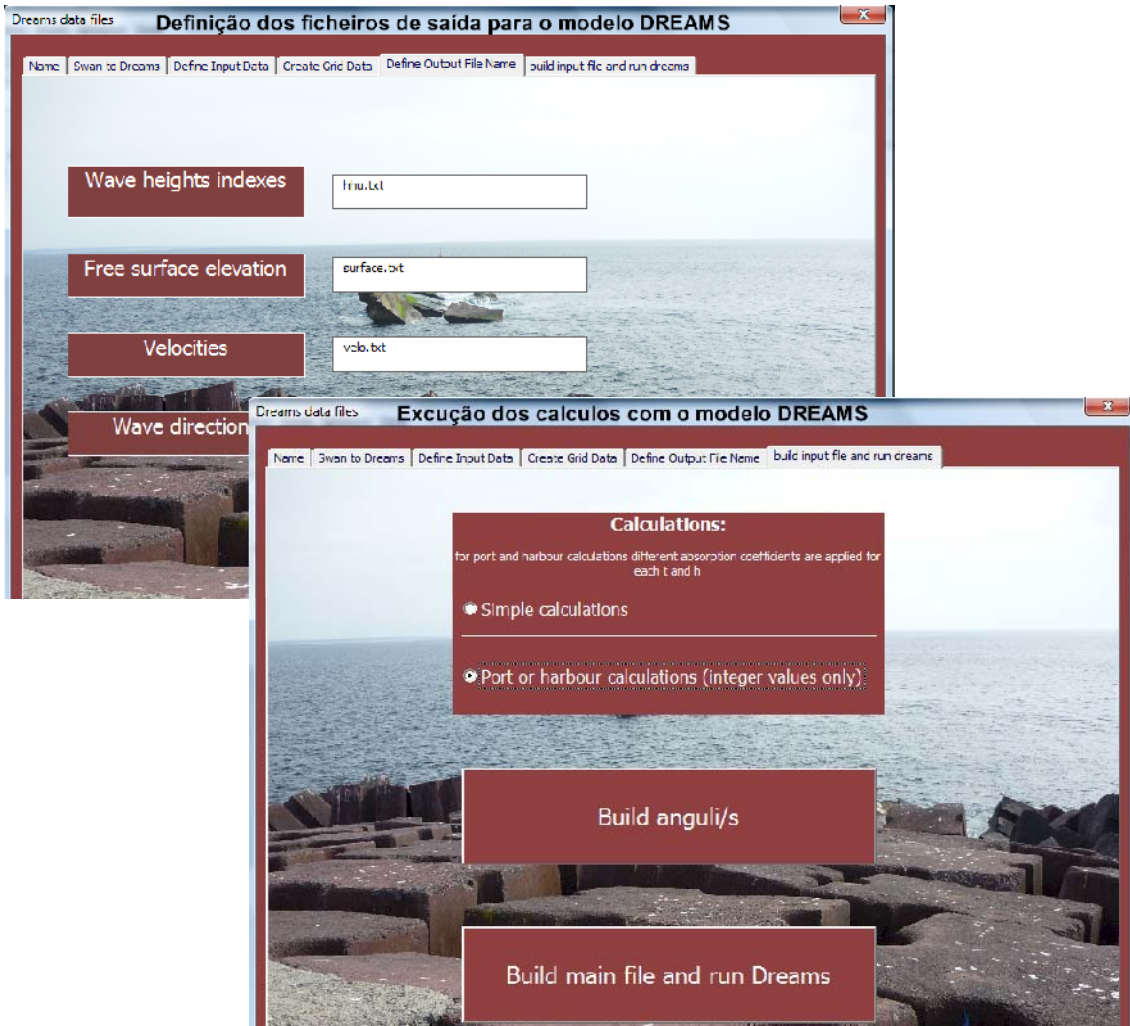 Dreams data files
Definição dos ficheiros de saída para o modelo DREAMS
Name Swan to Dreams Define Input Data Create Grid Data Define Output File Name build input file and run dreams
Wave heights indexes
Free surface elevation
surface.txt
Velocities
velo.txt
Wave direction
Dreams data files
Excução dos calculos com o modelo DREAMS
Name Swan to Dreams Define Input Data Create Grid Data Define Output File Name build input file and run dreams
Calculations:
for port and harbour calculations different absorption coefficients are applied for
each t and h
Simple calculations
Port or harbour calculations (integer values only)
Build anguli/s
Build main file and run Dreams